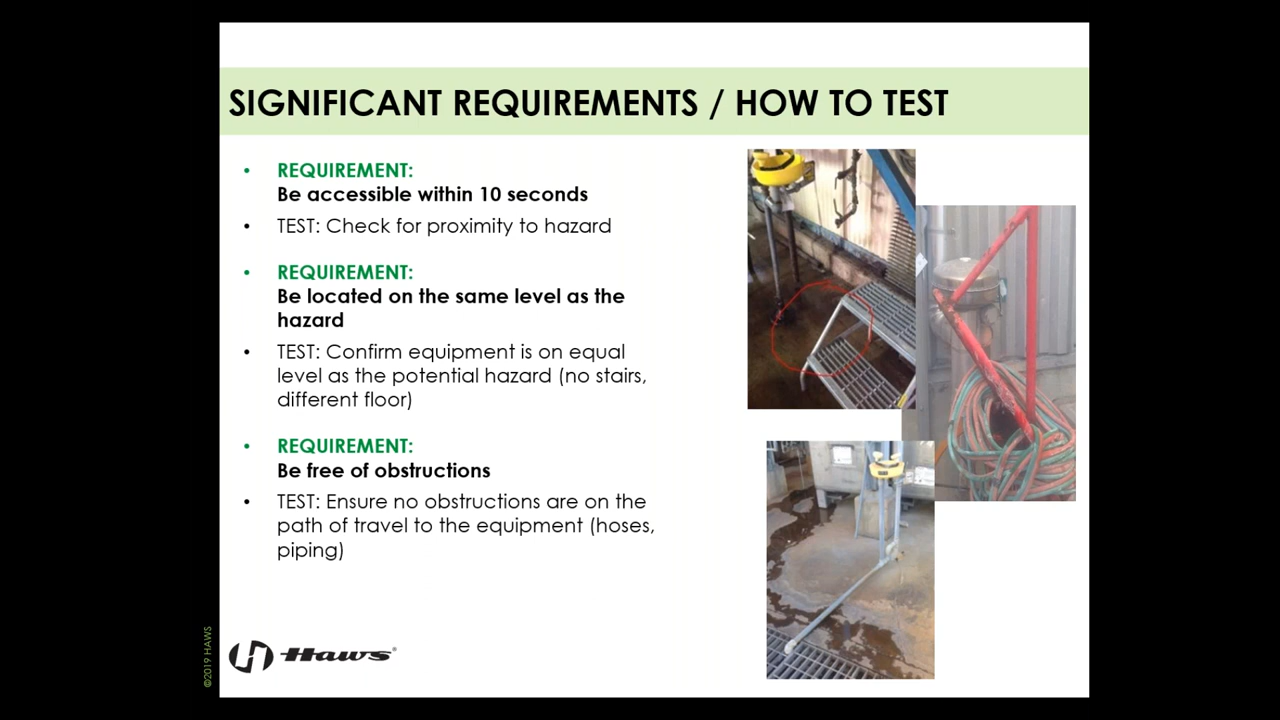 SIGNIFICANT REQUIREMENTS / HOW TO TEST
• REQUIREMENT:
Be accessible within 10 seconds
• TEST: Check for proximity to hazard
• REQUIREMENT:
Be located on the same level as the
hazard
• TEST: Confirm equipment is on equal
level as the potential hazard (no stairs,
different floor)
• REQUIREMENT:
Be free of obstructions
• TEST: Ensure no obstructions are on the
path of travel to the equipment (hoses,
piping)
©2019 HAWS
Haws®